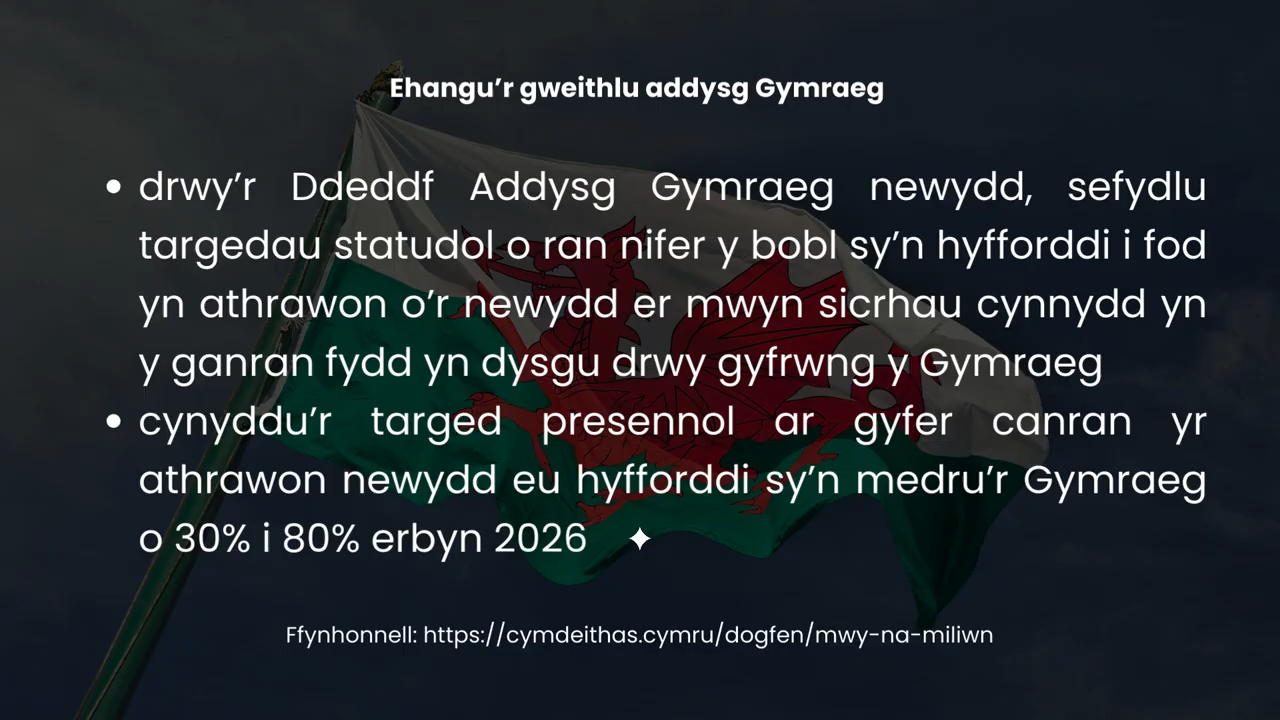 Ehangu’r gweithlu addysg Gymraeg
• drwy’r Ddeddf Addysg Gymraeg newydd, sefydlu
targedau statudol o ran nifer y bobl sy’n hyfforddi i fod
yn athrawon o’r newydd er mwyn sicrhau cynnydd yn
y ganran fydd yn dysgu drwy gyfrwng y Gymraeg
• cynyddu’r targed presennol ar gyfer canran yr
athrawon newydd eu hyfforddi sy’n medru’r Gymraeg
o 30% i 80% erbyn 2026
Ffynhonnell: https://cymdeithas.cymru/dogfen/mwy-na-miliwn